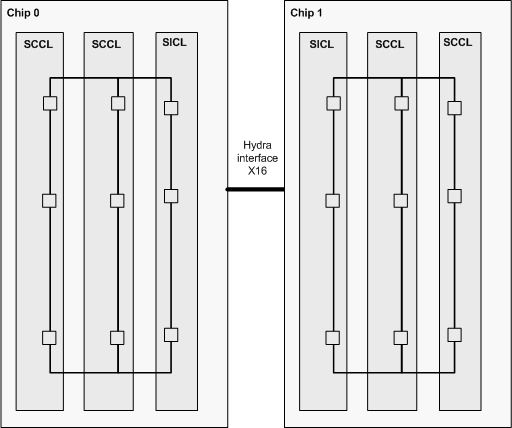 Chip 0
SCCL
SCCL
SICL
Hydra
interface
X16
Chip 1
SICL
SCCL
SCCL